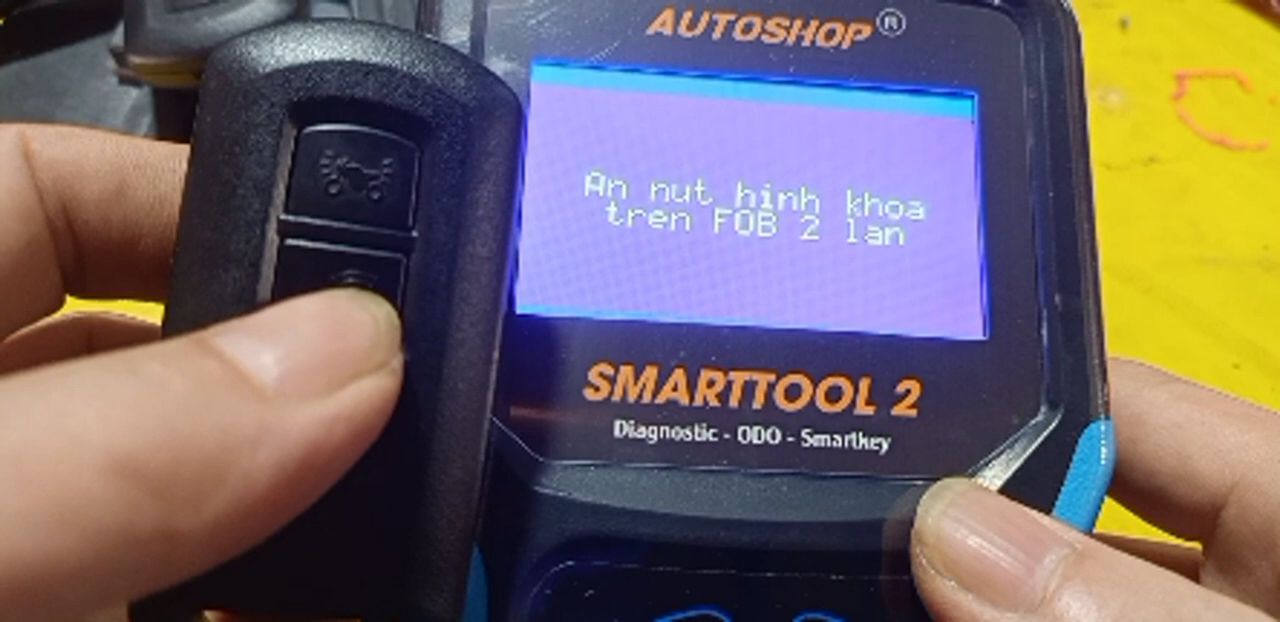 AUTOSHOP®
An nut hinh khoa
tren FOB 2 lan
SMARTTOOL 2
Diagnostic - ODO - Smartkey